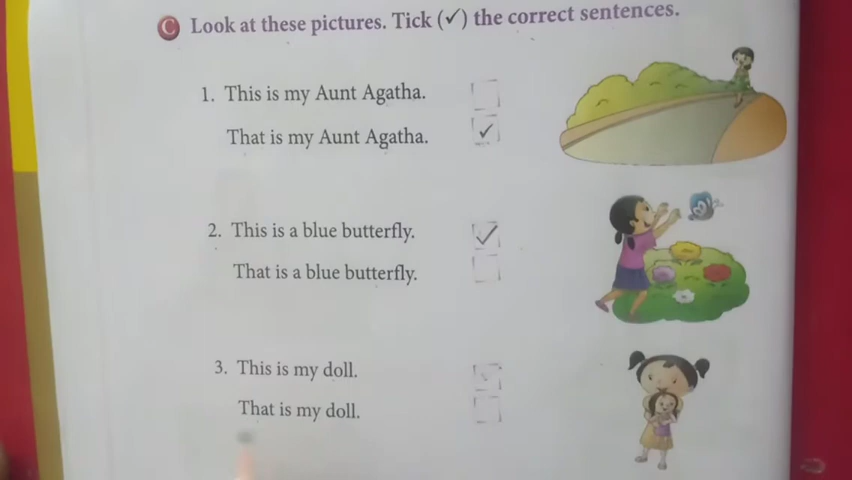 C Look at these pictures. Tick (✓) the correct sentences.
1. This is my Aunt Agatha.
That is my Aunt Agatha. ✓
2. This is a blue butterfly. ✓
That is a blue butterfly.
3. This is my doll.
That is my doll.